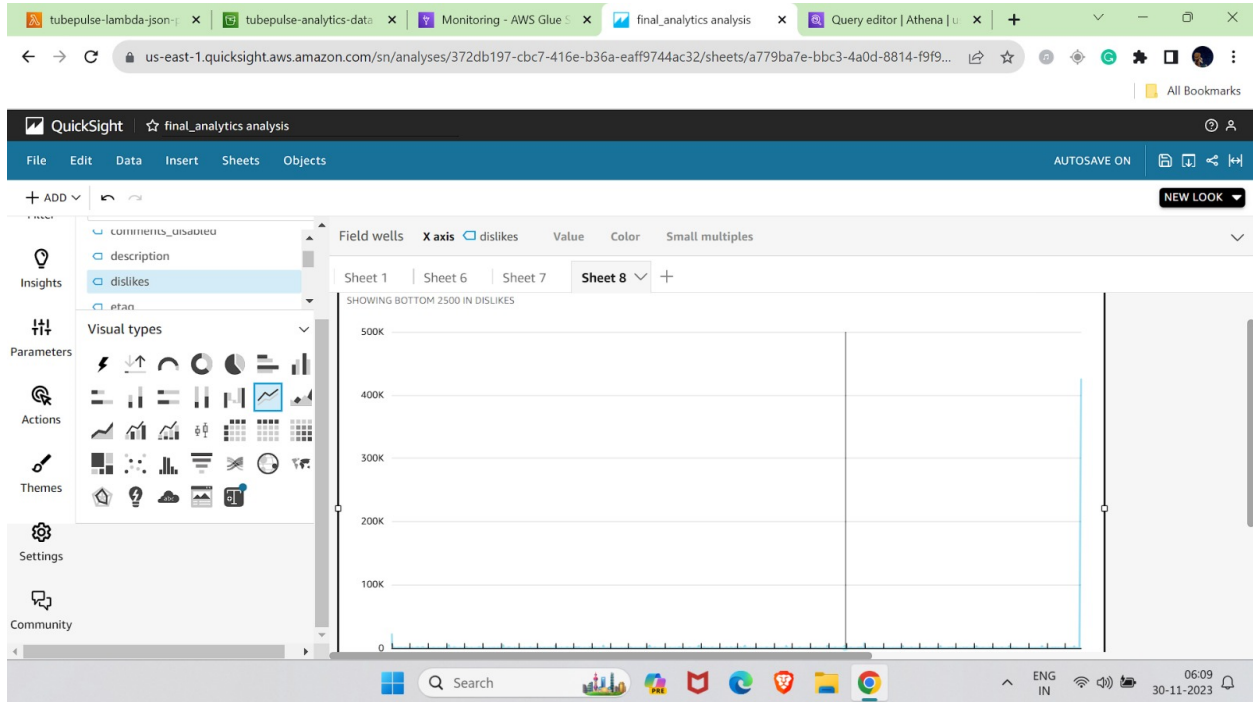 tubepulse-lambda-json-p
tubepulse-analytics-data
Monitoring - AWS Glue S
final_analytics analysis
Query editor | Athena | u
us-east-1.quicksight.aws.amazon.com/sn/analyses/372db197-cbc7-416e-b36a-eaff9744ac32/sheets/a779ba7e-bbc3-4a0d-8814-f9f9...
All Bookmarks
QuickSight
final_analytics analysis
File Edit Data Insert Sheets Objects
AUTOSAVE ON
+ ADD
NEW LOOK
Filter
Insights
Parameters
Actions
Themes
Settings
Community
comments_disabled
description
dislikes
etag
Visual types
Field wells X axis dislikes Value Color Small multiples
Sheet 1 Sheet 6 Sheet 7 Sheet 8 +
SHOWING BOTTOM 2500 IN DISLIKES
500K
400K
300K
200K
100K
0
Search
PRE
ENG
IN
06:09
30-11-2023